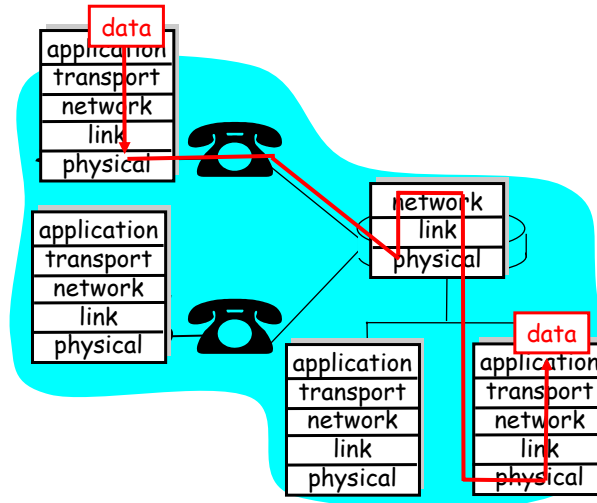 data
application
transport
network
link
physical
application
transport
network
link
physical
network
link
physical
application
transport
network
link
physical
data
application
transport
network
link
physical